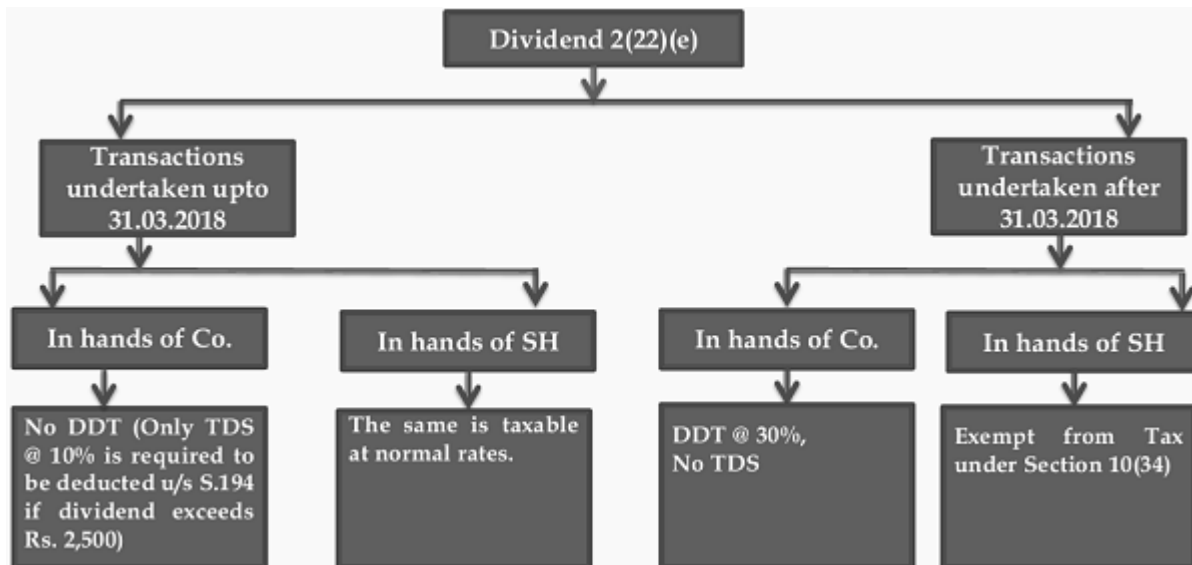 Dividend 2(22)(e)
Transactions
undertaken upto
31.03.2018
Transactions
undertaken after
31.03.2018
In hands of Co.
In hands of SH
In hands of Co.
In hands of SH
No DDT (Only TDS
@ 10% is required to
be deducted u/s S.194
if dividend exceeds
Rs. 2,500)
The same is taxable
at normal rates.
DDT @ 30%,
No TDS
Exempt from Tax
under Section 10(34)